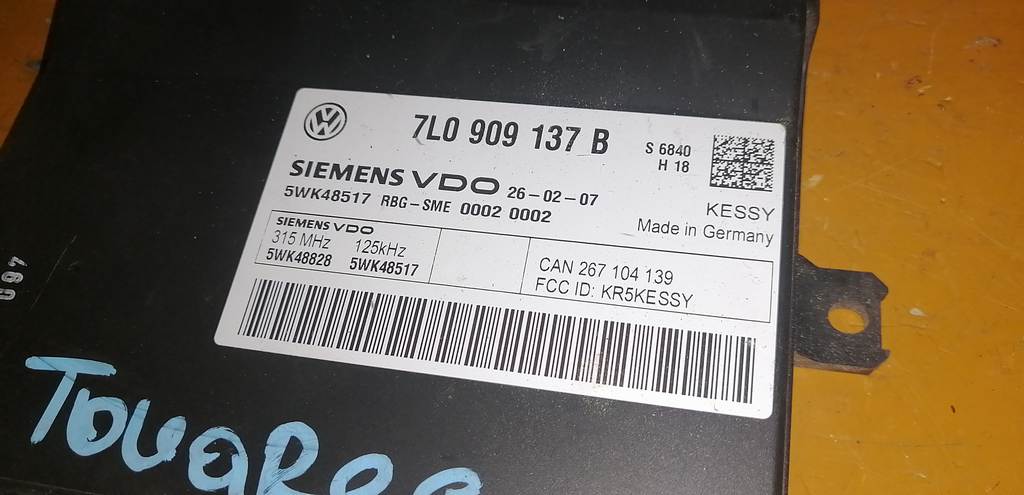 7L0 909 137 B
S 6840
H 18
SIEMENS VDO 26-02-07
5WK48517 RBG-SME 0002 0002
KESSY
Made in Germany
SIEMENS VDO
315 MHz 125kHz
5WK48828 5WK48517
CAN 267 104 139
FCC ID: KR5KESSY